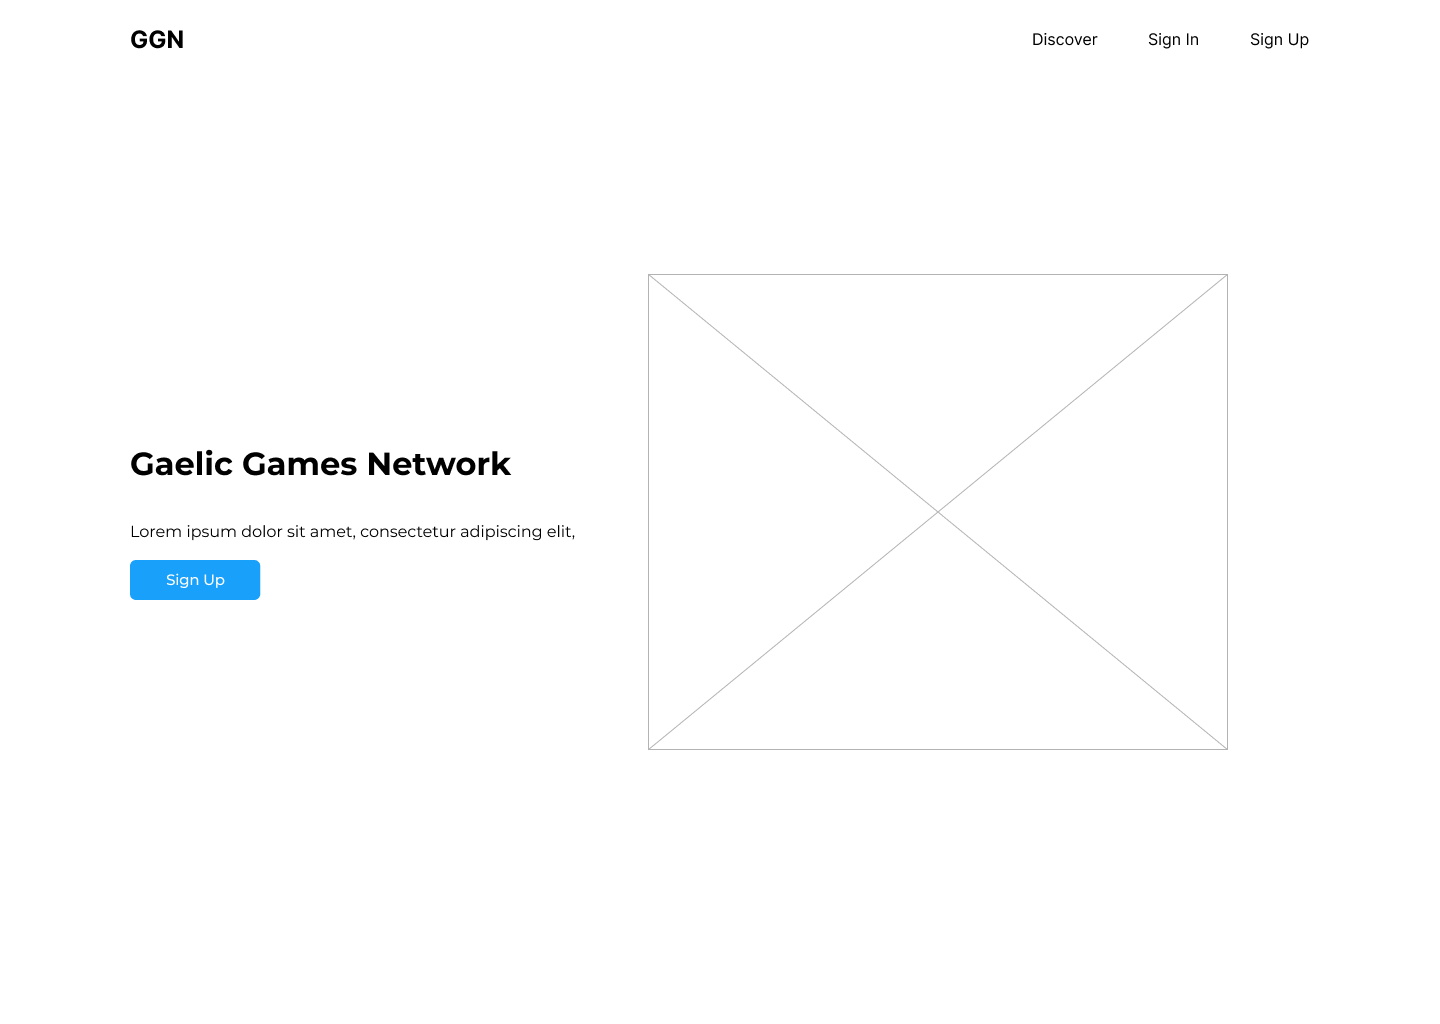 GGN
Discover
Sign In
Sign Up
Gaelic Games Network
Lorem ipsum dolor sit amet, consectetur adipiscing elit,
Sign Up